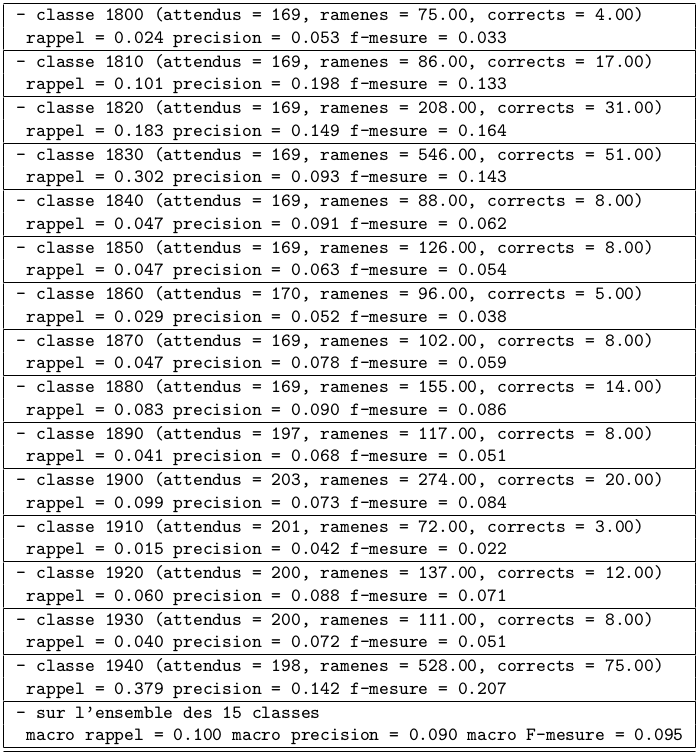 - classe 1800 (attendus = 169, ramenes = 75.00, corrects = 4.00)
rappel = 0.024 precision = 0.053 f-mesure = 0.033
- classe 1810 (attendus = 169, ramenes = 86.00, corrects = 17.00)
rappel = 0.101 precision = 0.198 f-mesure = 0.133
- classe 1820 (attendus = 169, ramenes = 208.00, corrects = 31.00)
rappel = 0.183 precision = 0.149 f-mesure = 0.164
- classe 1830 (attendus = 169, ramenes = 546.00, corrects = 51.00)
rappel = 0.302 precision = 0.093 f-mesure = 0.143
- classe 1840 (attendus = 169, ramenes = 88.00, corrects = 8.00)
rappel = 0.047 precision = 0.091 f-mesure = 0.062
- classe 1850 (attendus = 169, ramenes = 126.00, corrects = 8.00)
rappel = 0.047 precision = 0.063 f-mesure = 0.054
- classe 1860 (attendus = 170, ramenes = 96.00, corrects = 5.00)
rappel = 0.029 precision = 0.052 f-mesure = 0.038
- classe 1870 (attendus = 169, ramenes = 102.00, corrects = 8.00)
rappel = 0.047 precision = 0.078 f-mesure = 0.059
- classe 1880 (attendus = 169, ramenes = 155.00, corrects = 14.00)
rappel = 0.083 precision = 0.090 f-mesure = 0.086
- classe 1890 (attendus = 197, ramenes = 117.00, corrects = 8.00)
rappel = 0.041 precision = 0.068 f-mesure = 0.051
- classe 1900 (attendus = 203, ramenes = 274.00, corrects = 20.00)
rappel = 0.099 precision = 0.073 f-mesure = 0.084
- classe 1910 (attendus = 201, ramenes = 72.00, corrects = 3.00)
rappel = 0.015 precision = 0.042 f-mesure = 0.022
- classe 1920 (attendus = 200, ramenes = 137.00, corrects = 12.00)
rappel = 0.060 precision = 0.088 f-mesure = 0.071
- classe 1930 (attendus = 200, ramenes = 111.00, corrects = 8.00)
rappel = 0.040 precision = 0.072 f-mesure = 0.051
- classe 1940 (attendus = 198, ramenes = 528.00, corrects = 75.00)
rappel = 0.379 precision = 0.142 f-mesure = 0.207
- sur l'ensemble des 15 classes
macro rappel = 0.100 macro precision = 0.090 macro F-mesure = 0.095